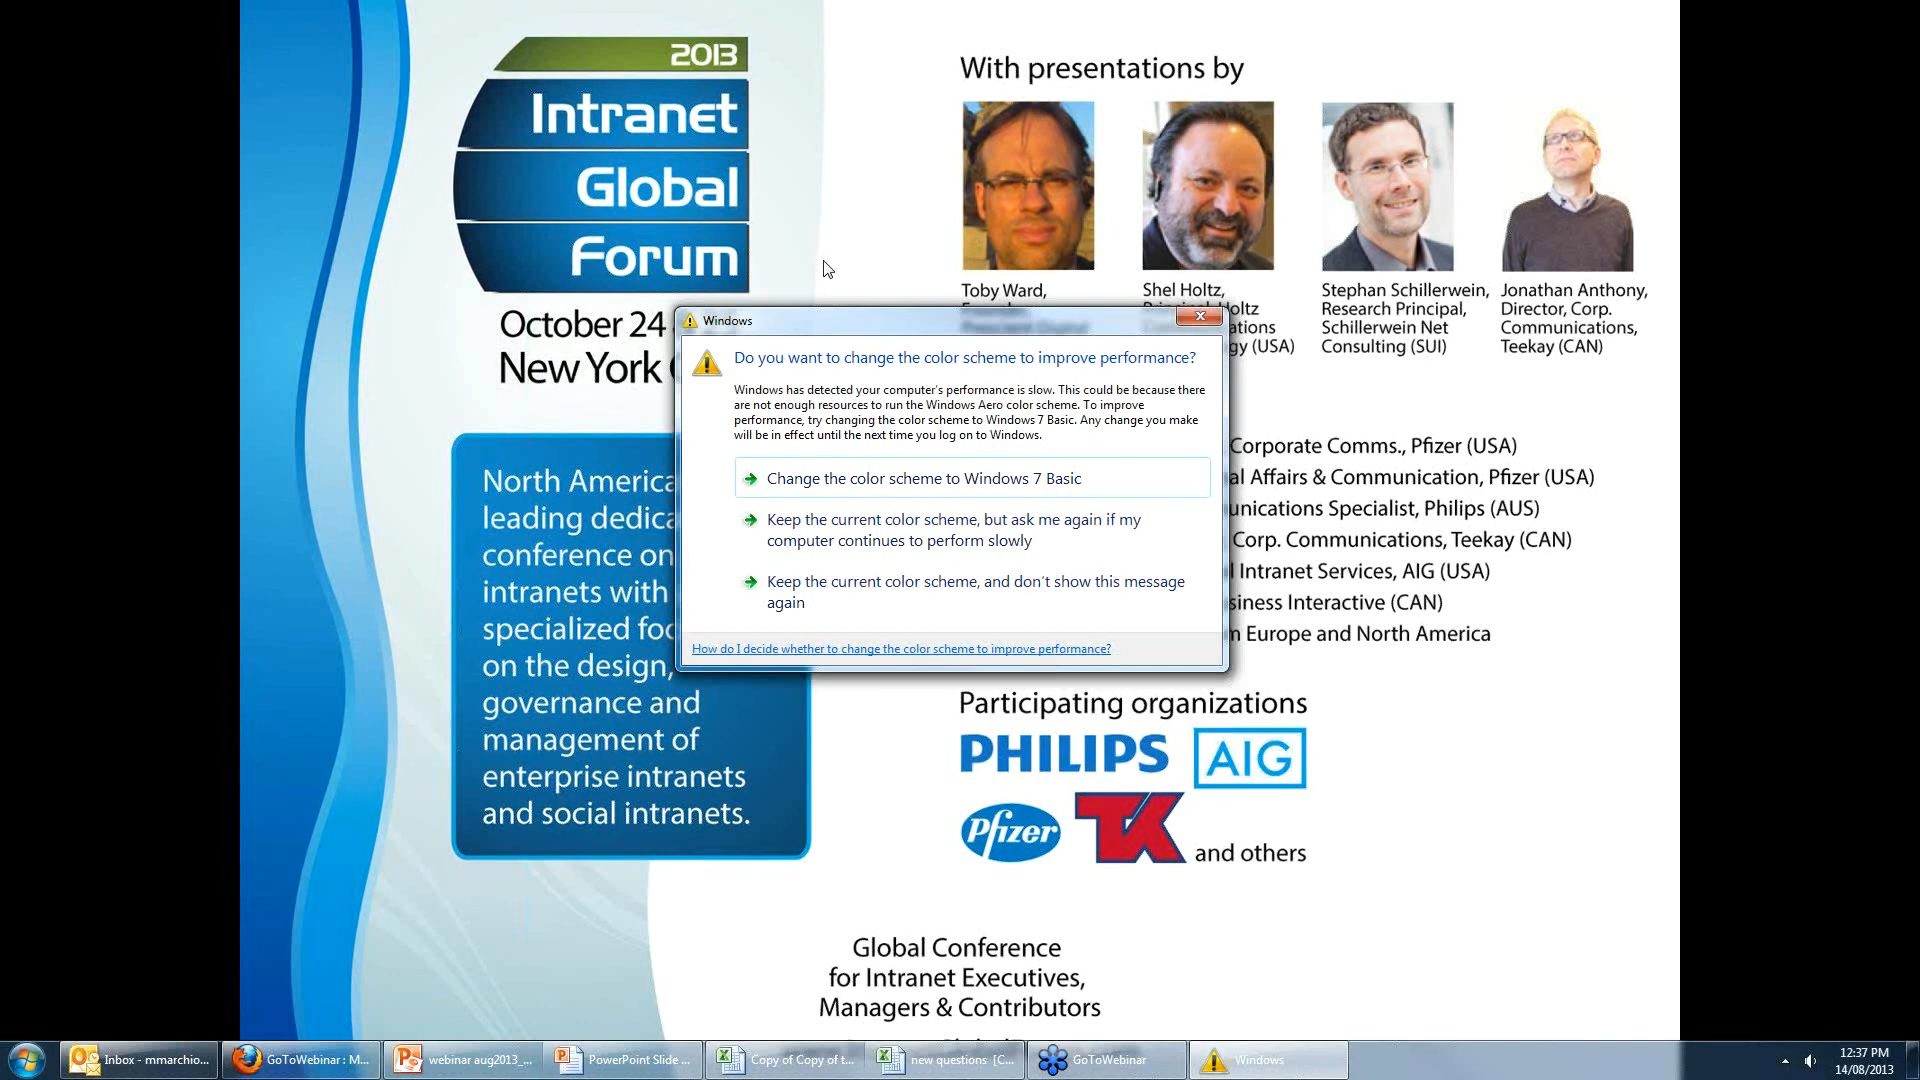 2013
Intranet
Global
Forum
October 24
New York
North America
leading dedica
conference on
intranets with
specialized foc
on the design,
governance and
management of
enterprise intranets
and social intranets.
With presentations by
Toby Ward,
Shel Holtz,
Principal, Holtz
ations
gy (USA)
Stephan Schillerwein,
Research Principal,
Schillerwein Net
Consulting (SUI)
Jonathan Anthony,
Director, Corp.
Communications,
Teekay (CAN)
Windows
Do you want to change the color scheme to improve performance?
Windows has detected your computer's performance is slow. This could be because there
are not enough resources to run the Windows Aero color scheme. To improve
performance, try changing the color scheme to Windows 7 Basic. Any change you make
will be in effect until the next time you log on to Windows.
Change the color scheme to Windows 7 Basic
Keep the current color scheme, but ask me again if my
computer continues to perform slowly
Keep the current color scheme, and don't show this message
again
How do I decide whether to change the color scheme to improve performance?
Corporate Comms., Pfizer (USA)
al Affairs & Communication, Pfizer (USA)
unications Specialist, Philips (AUS)
Corp. Communications, Teekay (CAN)
l Intranet Services, AIG (USA)
siness Interactive (CAN)
m Europe and North America
Participating organizations
PHILIPS
AIG
Pfizer
TK
and others
Global Conference
for Intranet Executives,
Managers & Contributors
Inbox - mmarchio...
GoToWebinar : M...
webinar aug2013_...
PowerPoint Slide ...
Copy of Copy of t...
new questions [C...
GoToWebinar
Windows
12:37 PM
14/08/2013